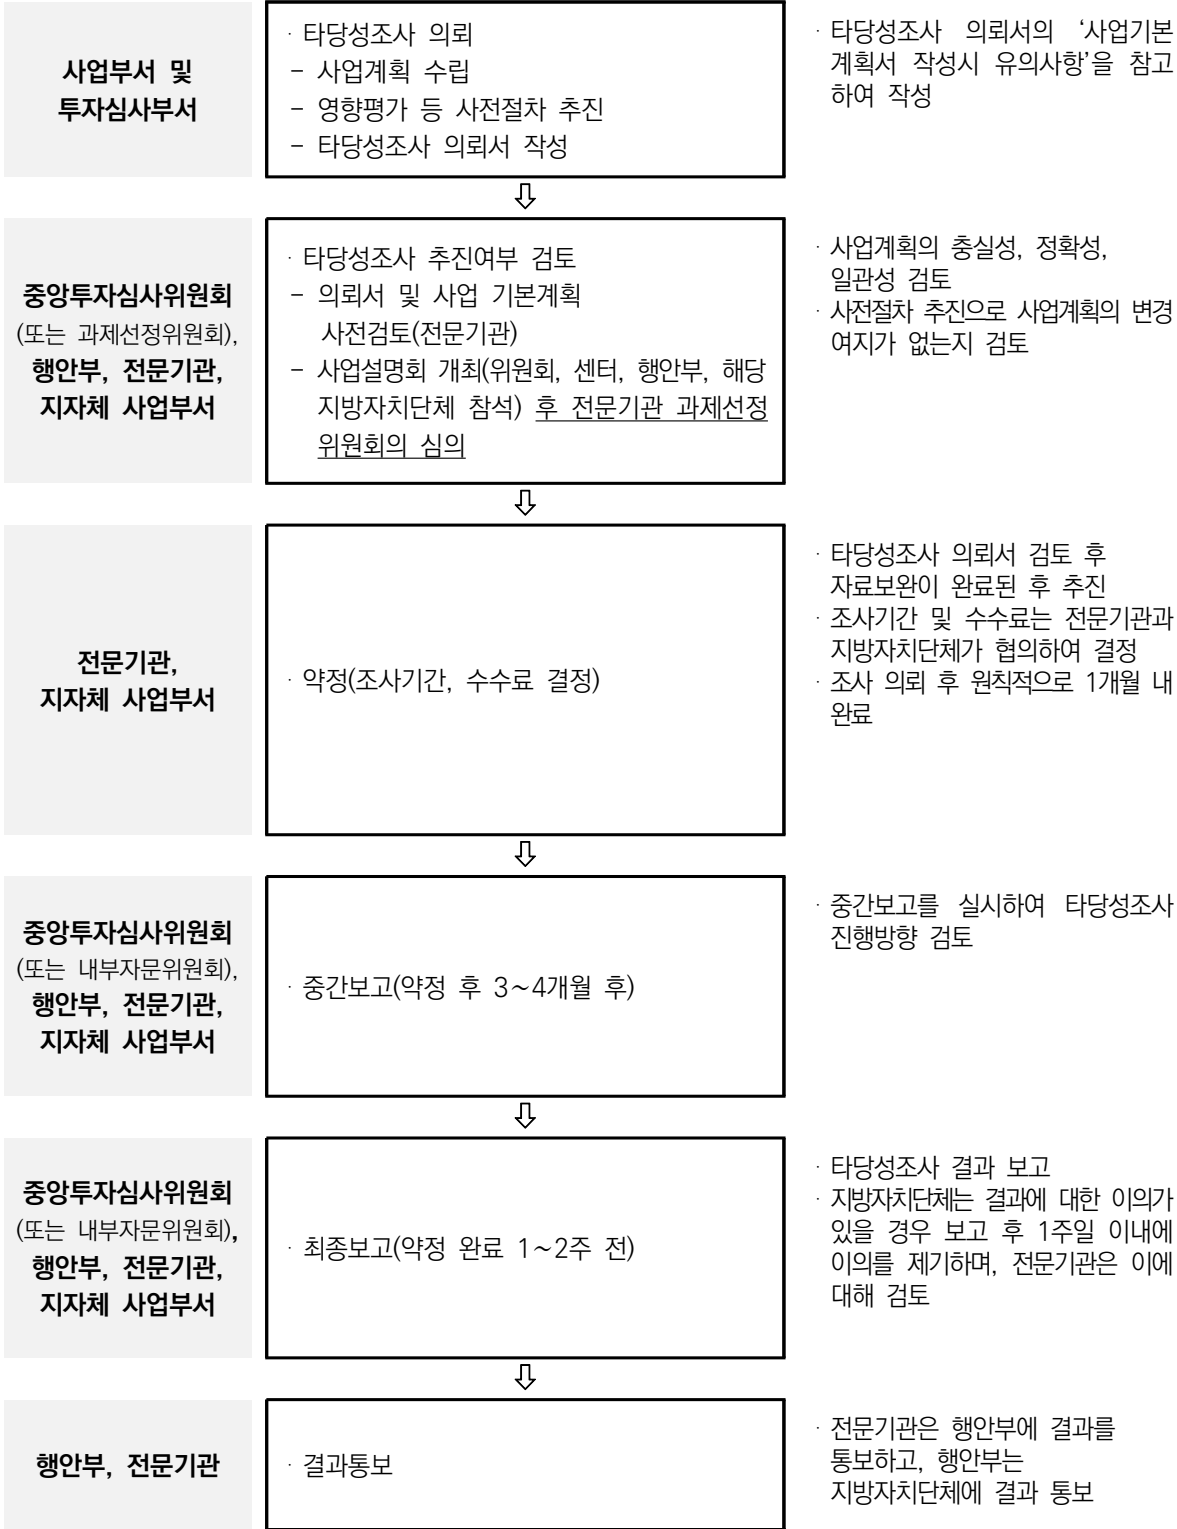 사업부서 및
투자심사부서
· 타당성조사 의뢰
- 사업계획 수립
- 영향평가 등 사전절차 추진
- 타당성조사 의뢰서 작성
· 타당성조사 의뢰서의 ‘사업기본
계획서 작성시 유의사항’을 참고
하여 작성
⇩
중앙투자심사위원회
(또는 과제선정위원회),
행안부, 전문기관,
지자체 사업부서
· 타당성조사 추진여부 검토
- 의뢰서 및 사업 기본계획
사전검토(전문기관)
- 사업설명회 개최(위원회, 센터, 행안부, 해당
지방자치단체 참석) 후 전문기관 과제선정
위원회의 심의
· 사업계획의 충실성, 정확성,
일관성 검토
· 사전절차 추진으로 사업계획의 변경
여지가 없는지 검토
⇩
전문기관,
지자체 사업부서
· 약정(조사기간, 수수료 결정)
· 타당성조사 의뢰서 검토 후
자료보완이 완료된 후 추진
· 조사기간 및 수수료는 전문기관과
지방자치단체가 협의하여 결정
· 조사 의뢰 후 원칙적으로 1개월 내
완료
⇩
중앙투자심사위원회
(또는 내부자문위원회),
행안부, 전문기관,
지자체 사업부서
· 중간보고(약정 후 3~4개월 후)
· 중간보고를 실시하여 타당성조사
진행방향 검토
⇩
중앙투자심사위원회
(또는 내부자문위원회),
행안부, 전문기관,
지자체 사업부서
· 최종보고(약정 완료 1~2주 전)
· 타당성조사 결과 보고
· 지방자치단체는 결과에 대한 이의가
있을 경우 보고 후 1주일 이내에
이의를 제기하며, 전문기관은 이에
대해 검토
⇩
행안부, 전문기관
· 결과통보
· 전문기관은 행안부에 결과를
통보하고, 행안부는
지방자치단체에 결과 통보